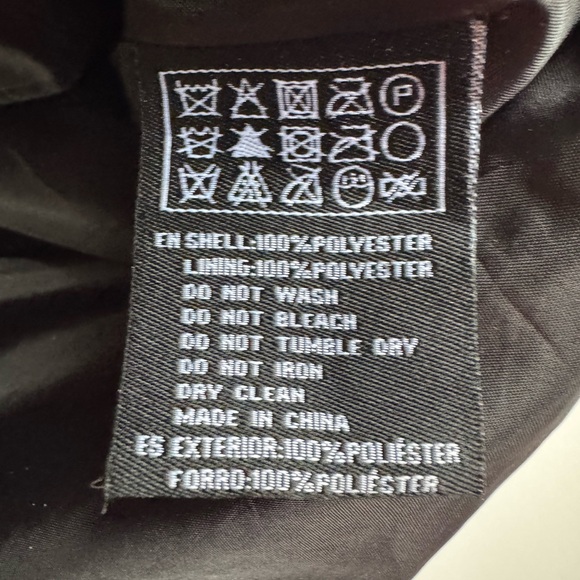 P
EN SHELL:100%POLYESTER
LINING:100%POLYESTER
DO NOT WASH
DO NOT BLEACH
DO NOT TUMBLE DRY
DO NOT IRON
DRY CLEAN
MADE IN CHINA
ES EXTERIOR:100%POLIÉSTER
FORRO:100%POLIÉSTER